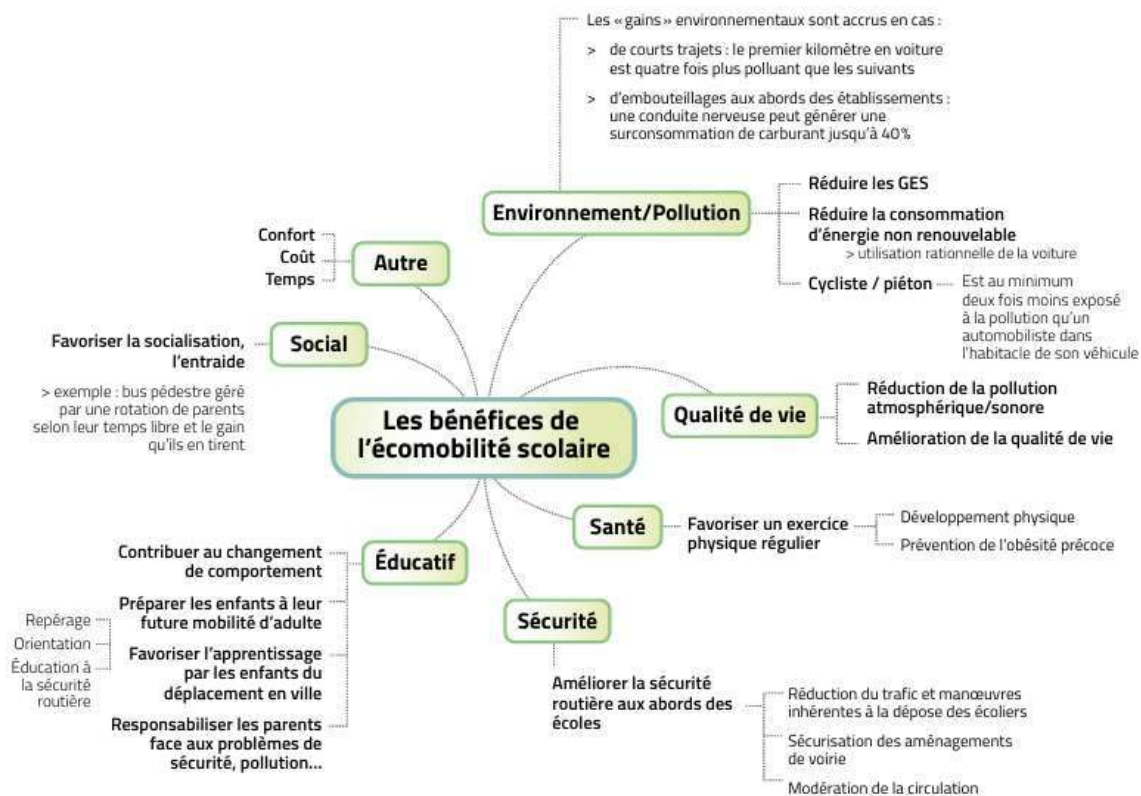 Les « gains » environnementaux sont accrus en cas :
> de courts trajets : le premier kilomètre en voiture
est quatre fois plus polluant que les suivants
> d'embouteillages aux abords des établissements :
une conduite nerveuse peut générer une
surconsommation de carburant jusqu'à 40%
Environnement/Pollution
Réduire les GES
Réduire la consommation
d'énergie non renouvelable
> utilisation rationnelle de la voiture
Cycliste / piéton
Est au minimum
deux fois moins exposé
à la pollution qu'un
automobiliste dans
l'habitacle de son véhicule
Autre
Confort
Coût
Temps
Social
Favoriser la socialisation,
l'entraide
> exemple : bus pédestre géré
par une rotation de parents
selon leur temps libre et le gain
qu'ils en tirent
Les bénéfices de
l'écomobilité scolaire
Qualité de vie
Réduction de la pollution
atmosphérique/sonore
Amélioration de la qualité de vie
Santé
Favoriser un exercice
physique régulier
Développement physique
Prévention de l'obésité précoce
Éducatif
Contribuer au changement
de comportement
Préparer les enfants à leur
future mobilité d'adulte
Favoriser l'apprentissage
par les enfants du
déplacement en ville
Repérage
Orientation
Éducation à
la sécurité
routière
Responsabiliser les parents
face aux problèmes de
sécurité, pollution...
Sécurité
Améliorer la sécurité
routière aux abords des
écoles
Réduction du trafic et manœuvres
inhérentes à la dépose des écoliers
Sécurisation des aménagements
de voirie
Modération de la circulation